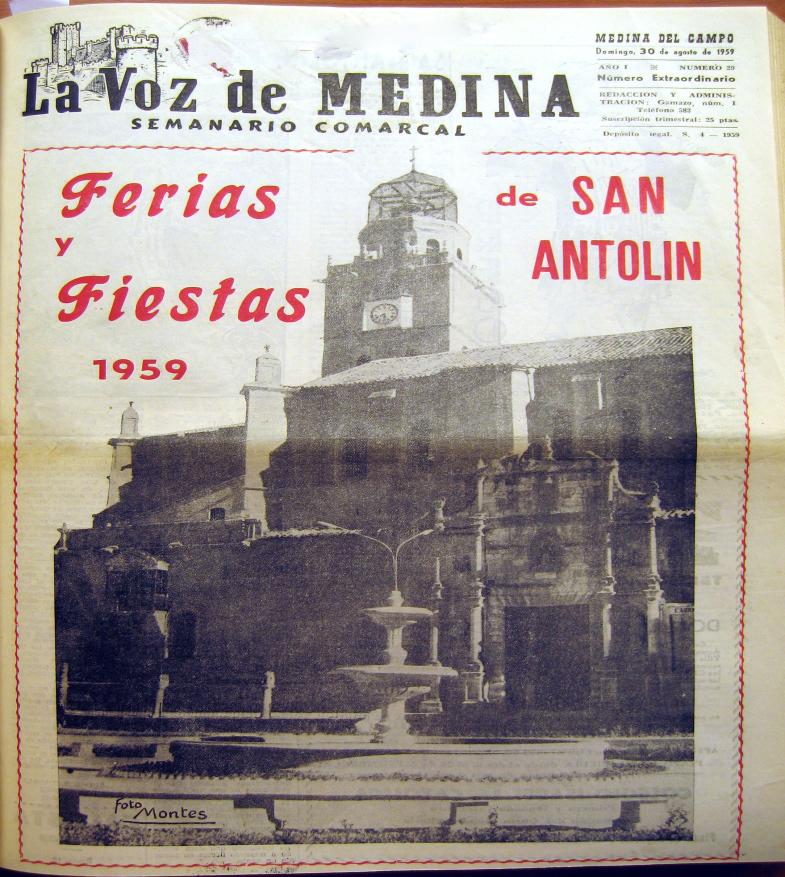 La Voz de MEDINA
SEMANARIO COMARCAL
MEDINA DEL CAMPO
Domingo, 30 de agosto de 1959
AÑO I NUMERO 29
Número Extraordinario
REDACCION Y ADMINIS-
TRACION: Gamazo, núm. 1
Teléfono 582
Suscripción trimestral: 25 ptas.
Depósito legal. S. 4 — 1959
Ferias
y
Fiestas
1959
de SAN
ANTOLIN
foto
Montes